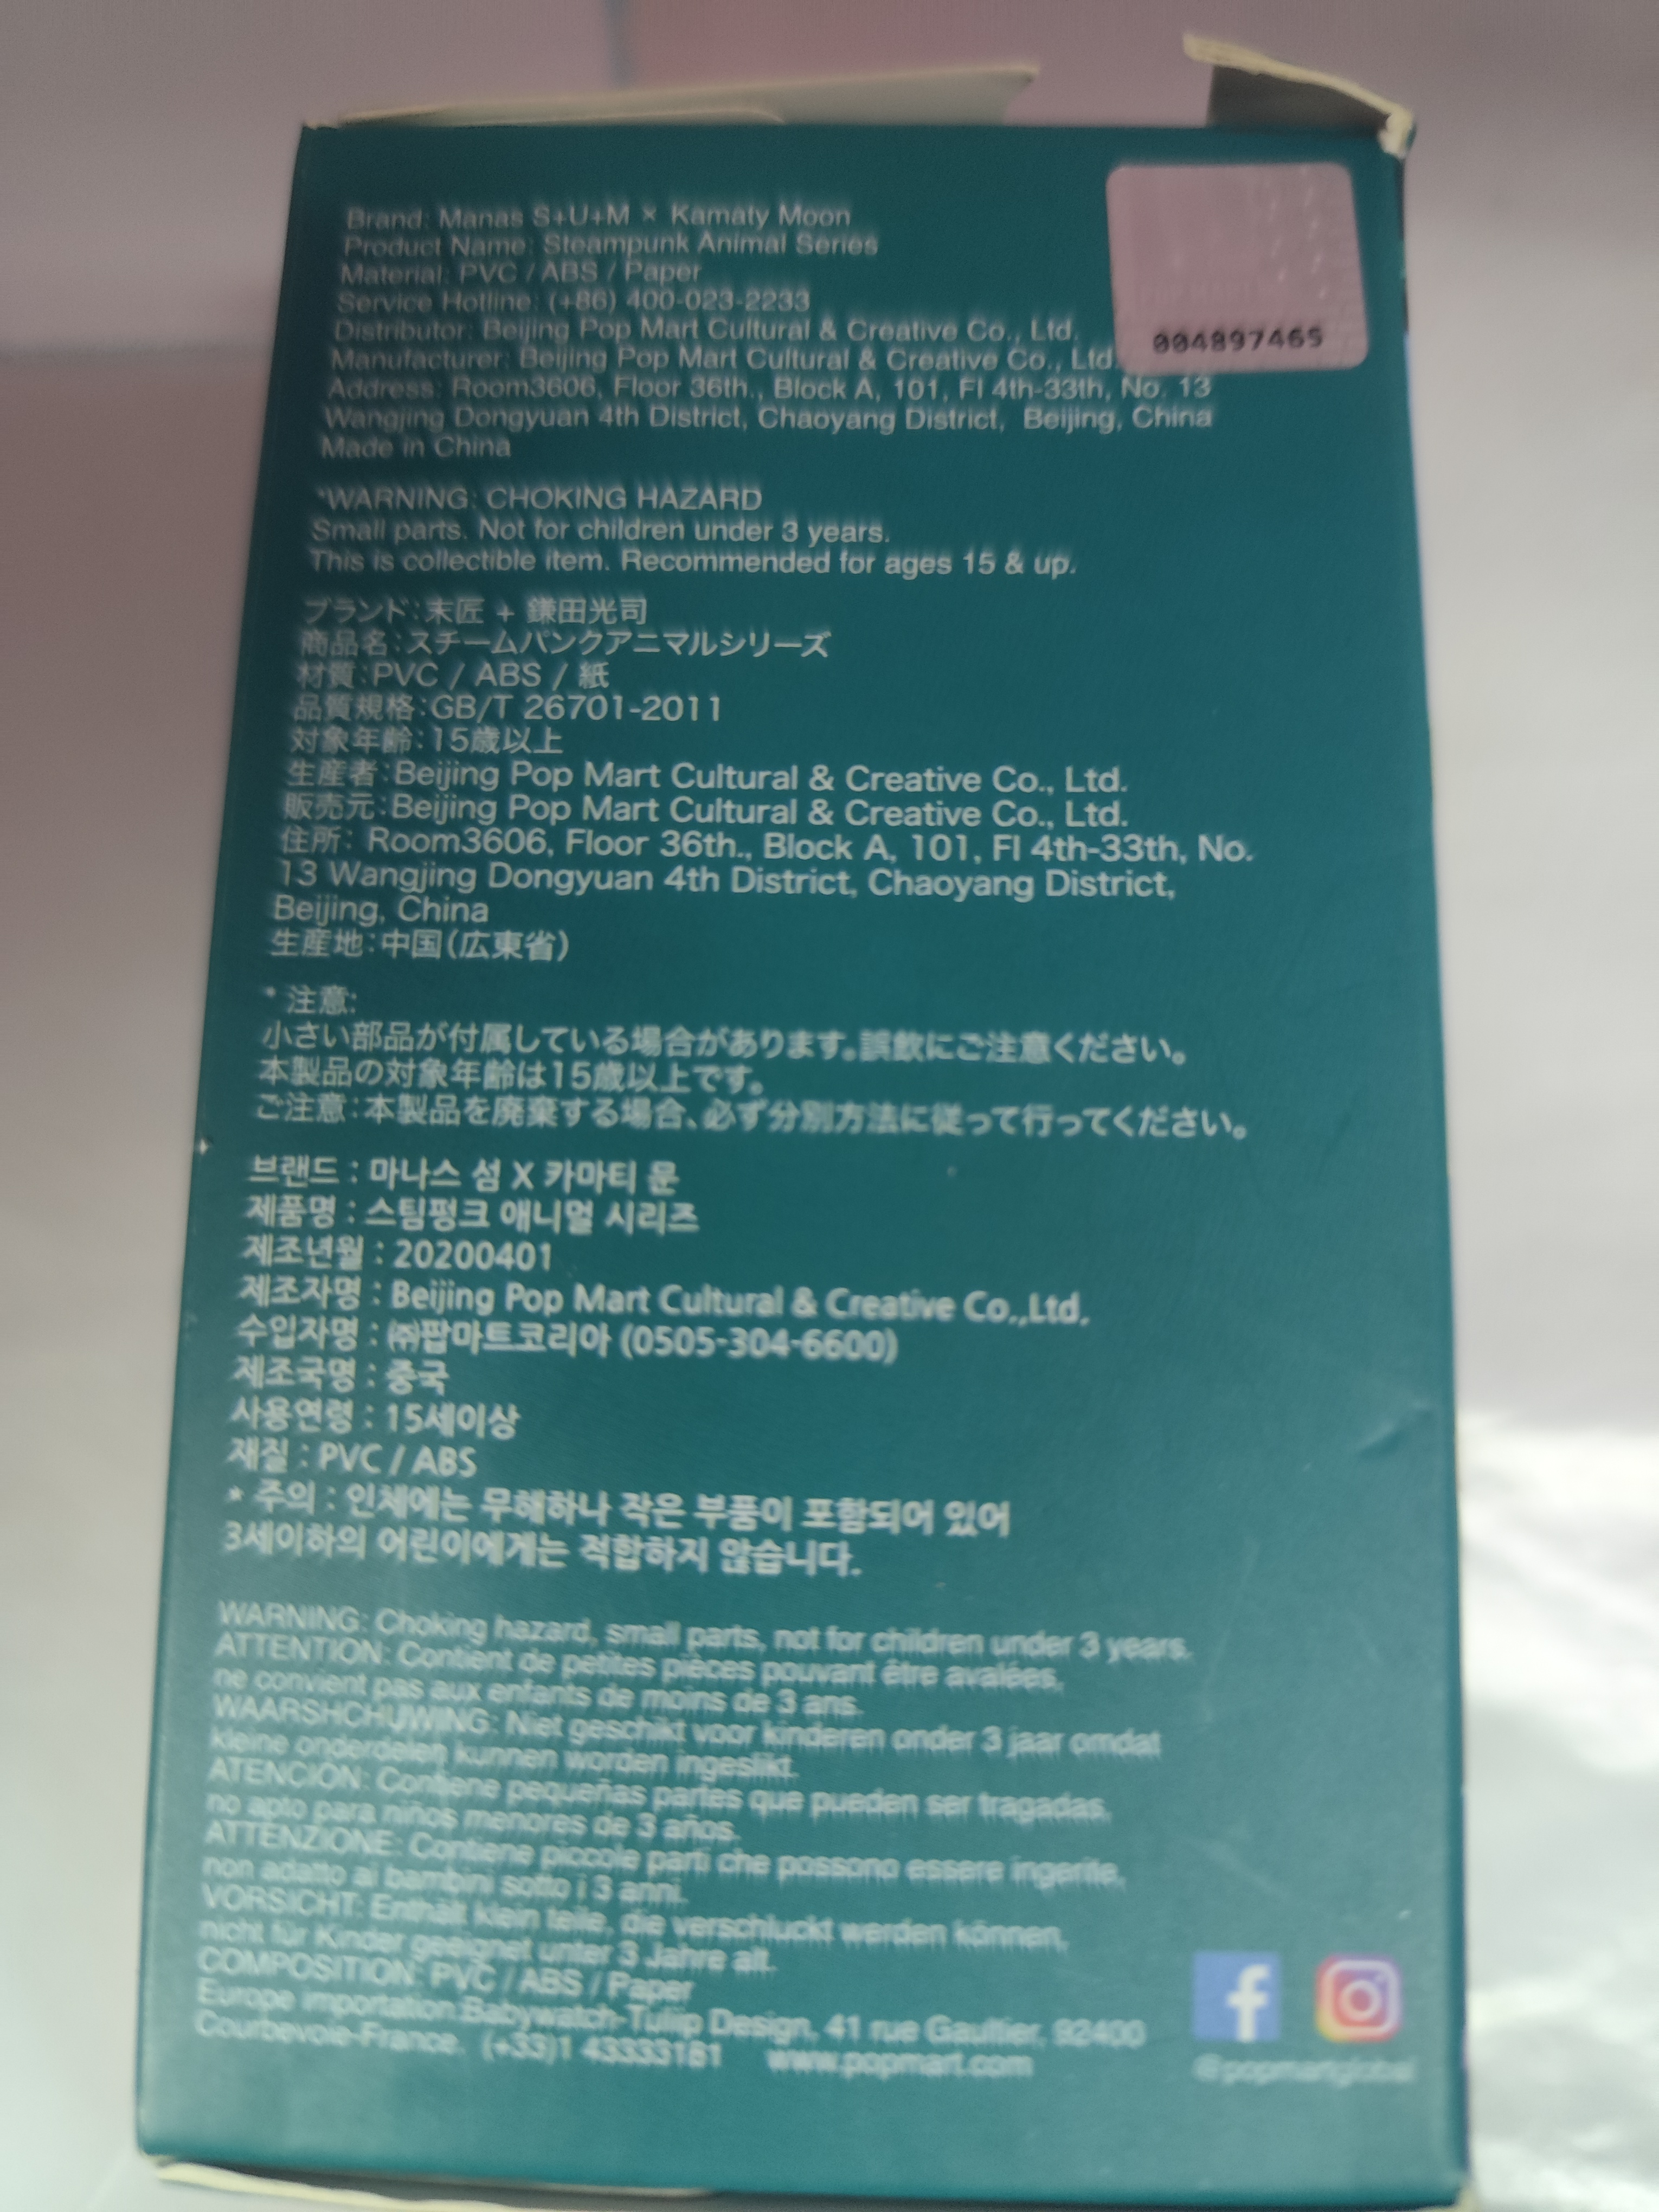 Brand: Manas S+U+M × Kamaty Moon
Product Name: Steampunk Animal Series
Material: PVC / ABS / Paper
Service Hotline: (+86) 400-023-2233
Distributor: Beijing Pop Mart Cultural & Creative Co., Ltd.
Manufacturer: Beijing Pop Mart Cultural & Creative Co., Ltd.
Address: Room3606, Floor 36th., Block A, 101, Fl 4th-33th, No. 13
Wangjing Dongyuan 4th District, Chaoyang District, Beijing, China
Made in China
004897465
*WARNING: CHOKING HAZARD
Small parts. Not for children under 3 years.
This is collectible item. Recommended for ages 15 & up.
ブランド:末匠 + 鎌田光司
商品名:スチームパンクアニマルシリーズ
材質:PVC / ABS / 紙
品質規格:GB/T 26701-2011
対象年齢:15歳以上
生産者:Beijing Pop Mart Cultural & Creative Co., Ltd.
販売元:Beijing Pop Mart Cultural & Creative Co., Ltd.
住所: Room3606, Floor 36th., Block A, 101, Fl 4th-33th, No.
13 Wangjing Dongyuan 4th District, Chaoyang District,
Beijing, China
生産地:中国(広東省)
* 注意:
小さい部品が付属している場合があります。誤飲にご注意ください。
本製品の対象年齢は15歳以上です。
ご注意:本製品を廃棄する場合、必ず分別方法に従って行ってください。
브랜드 : 마나스 섬 X 카마티 문
제품명 : 스팀펑크 애니멀 시리즈
제조년월 : 20200401
제조자명 : Beijing Pop Mart Cultural & Creative Co.,Ltd.
수입자명 : ㈜팝마트코리아 (0505-304-6600)
제조국명 : 중국
사용연령 : 15세이상
재질 : PVC / ABS
* 주의 : 인체에는 무해하나 작은 부품이 포함되어 있어
3세이하의 어린이에게는 적합하지 않습니다.
WARNING: Choking hazard, small parts, not for children under 3 years.
ATTENTION: Contient de petites pièces pouvant être avalées,
ne convient pas aux enfants de moins de 3 ans.
WAARSHCHUWING: Niet geschikt voor kinderen onder 3 jaar omdat
kleine onderdelen kunnen worden ingeslikt.
ATENCIÓN: Contiene pequeñas partes que pueden ser tragadas,
no apto para niños menores de 3 años.
ATTENZIONE: Contiene piccole parti che possono essere ingerite,
non adatto ai bambini sotto i 3 anni.
VORSICHT: Enthält klein teile, die verschluckt werden können,
nicht für Kinder geeignet unter 3 Jahre alt.
COMPOSITION: PVC / ABS / Paper
Europe importation:Babywatch-Tuliip Design, 41 rue Gaultier, 92400
Courbevoie-France. (+33)1 43333181 www.popmart.com
@popmartglobal